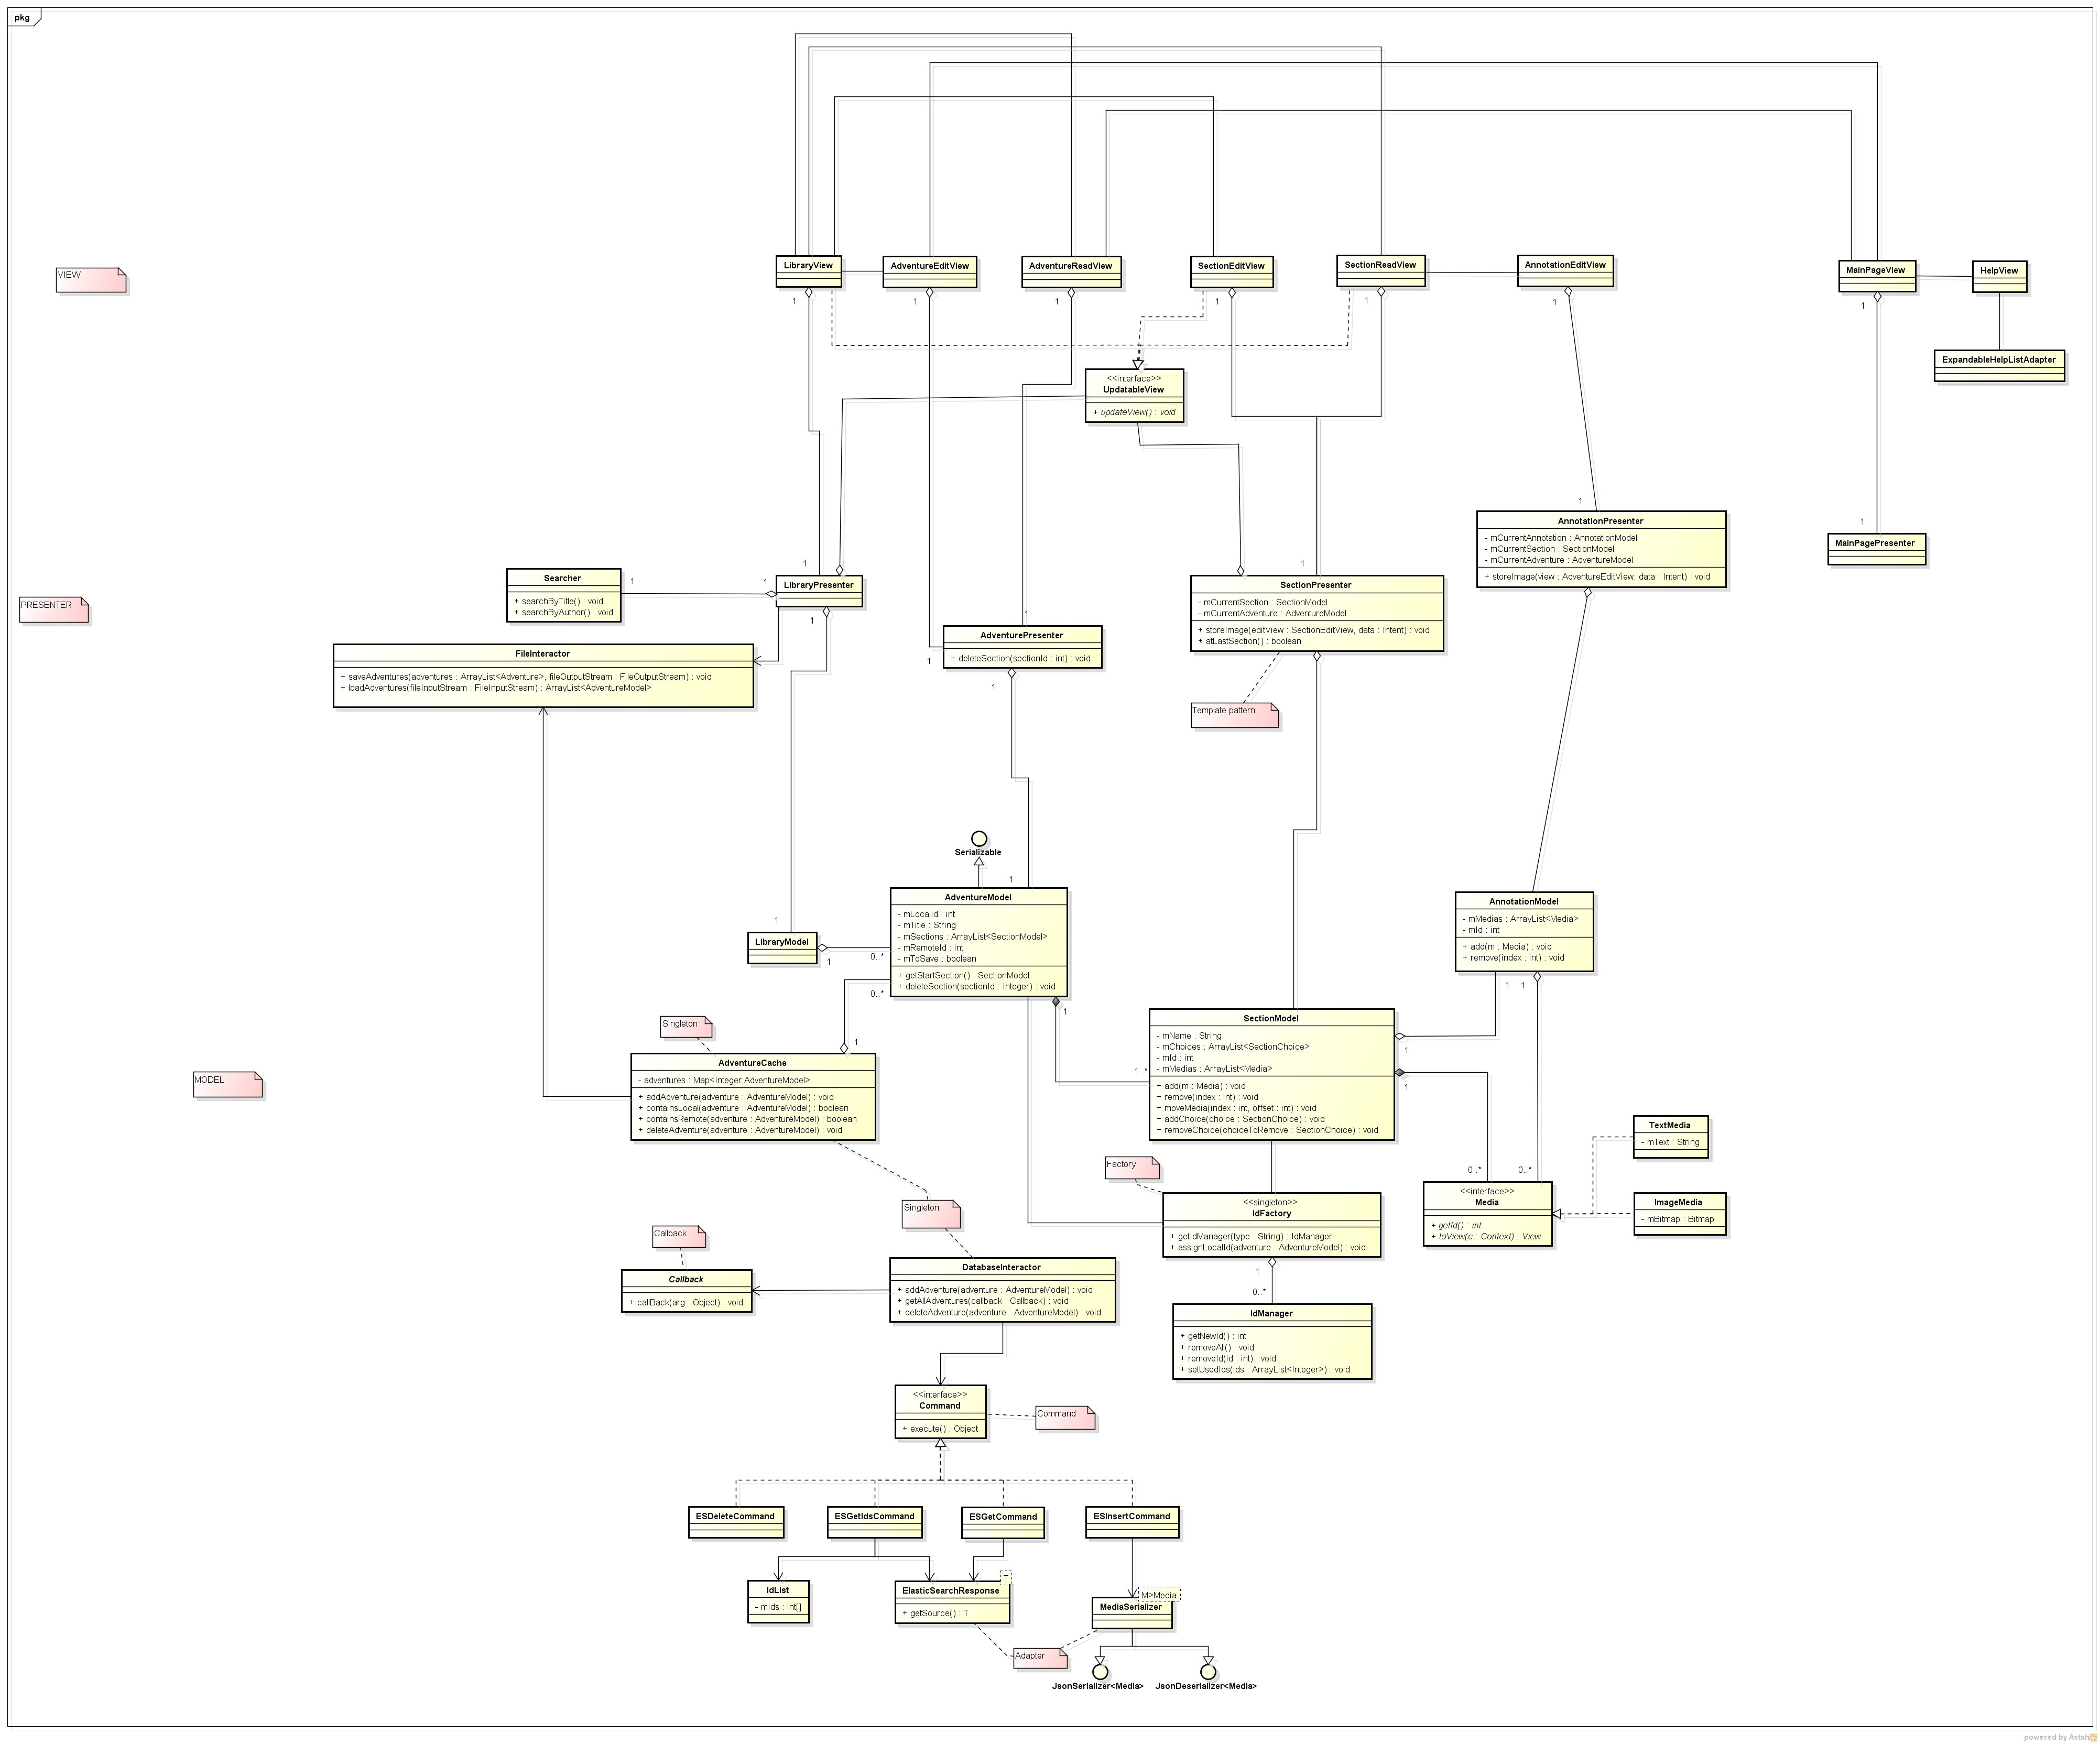 pkg
VIEW
LibraryView
AdventureEditView
AdventureReadView
SectionEditView
SectionReadView
AnnotationEditView
MainPageView
HelpView
1
1
1
1
1
1
1
ExpandableHelpListAdapter
<<interface>>
UpdatableView
+ updateView() : void
1
AnnotationPresenter
- mCurrentAnnotation : AnnotationModel
- mCurrentSection : SectionModel
- mCurrentAdventure : AdventureModel
+ storeImage(view : AdventureEditView, data : Intent) : void
1
MainPagePresenter
PRESENTER
Searcher
+ searchByTitle() : void
+ searchByAuthor() : void
1
1
1
LibraryPresenter
1
1
SectionPresenter
- mCurrentSection : SectionModel
- mCurrentAdventure : AdventureModel
+ storeImage(editView : SectionEditView, data : Intent) : void
+ atLastSection() : boolean
1
AdventurePresenter
+ deleteSection(sectionId : int) : void
1
1
FileInteractor
+ saveAdventures(adventures : ArrayList<Adventure>, fileOutputStream : FileOutputStream) : void
+ loadAdventures(fileInputStream : FileInputStream) : ArrayList<AdventureModel>
Template pattern
Serializable
1
AdventureModel
- mLocalId : int
- mTitle : String
- mSections : ArrayList<SectionModel>
- mRemoteId : int
- mToSave : boolean
+ getStartSection() : SectionModel
+ deleteSection(sectionId : Integer) : void
1
LibraryModel
1
0..*
0..*
1
1
AnnotationModel
- mMedias : ArrayList<Media>
- mId : int
+ add(m : Media) : void
+ remove(index : int) : void
1
1
MODEL
Singleton
AdventureCache
- adventures : Map<Integer,AdventureModel>
+ addAdventure(adventure : AdventureModel) : void
+ containsLocal(adventure : AdventureModel) : boolean
+ containsRemote(adventure : AdventureModel) : boolean
+ deleteAdventure(adventure : AdventureModel) : void
1..*
SectionModel
- mName : String
- mChoices : ArrayList<SectionChoice>
- mId : int
- mMedias : ArrayList<Media>
+ add(m : Media) : void
+ remove(index : int) : void
+ moveMedia(index : int, offset : int) : void
+ addChoice(choice : SectionChoice) : void
+ removeChoice(choiceToRemove : SectionChoice) : void
1
1
TextMedia
- mText : String
0..*
0..*
<<interface>>
Media
+ getId() : int
+ toView(c : Context) : View
ImageMedia
- mBitmap : Bitmap
Factory
<<singleton>>
IdFactory
+ getIdManager(type : String) : IdManager
+ assignLocalId(adventure : AdventureModel) : void
1
0..*
IdManager
+ getNewId() : int
+ removeAll() : void
+ removeId(id : int) : void
+ setUsedIds(ids : ArrayList<Integer>) : void
Singleton
Callback
Callback
+ callBack(arg : Object) : void
DatabaseInteractor
+ addAdventure(adventure : AdventureModel) : void
+ getAllAdventures(callback : Callback) : void
+ deleteAdventure(adventure : AdventureModel) : void
<<interface>>
Command
+ execute() : Object
Command
ESDeleteCommand
ESGetIdsCommand
ESGetCommand
ESInsertCommand
IdList
- mIds : int[]
T
ElasticSearchResponse
+ getSource() : T
M>Media
MediaSerializer
Adapter
JsonSerializer<Media>
JsonDeserializer<Media>
powered by Astah